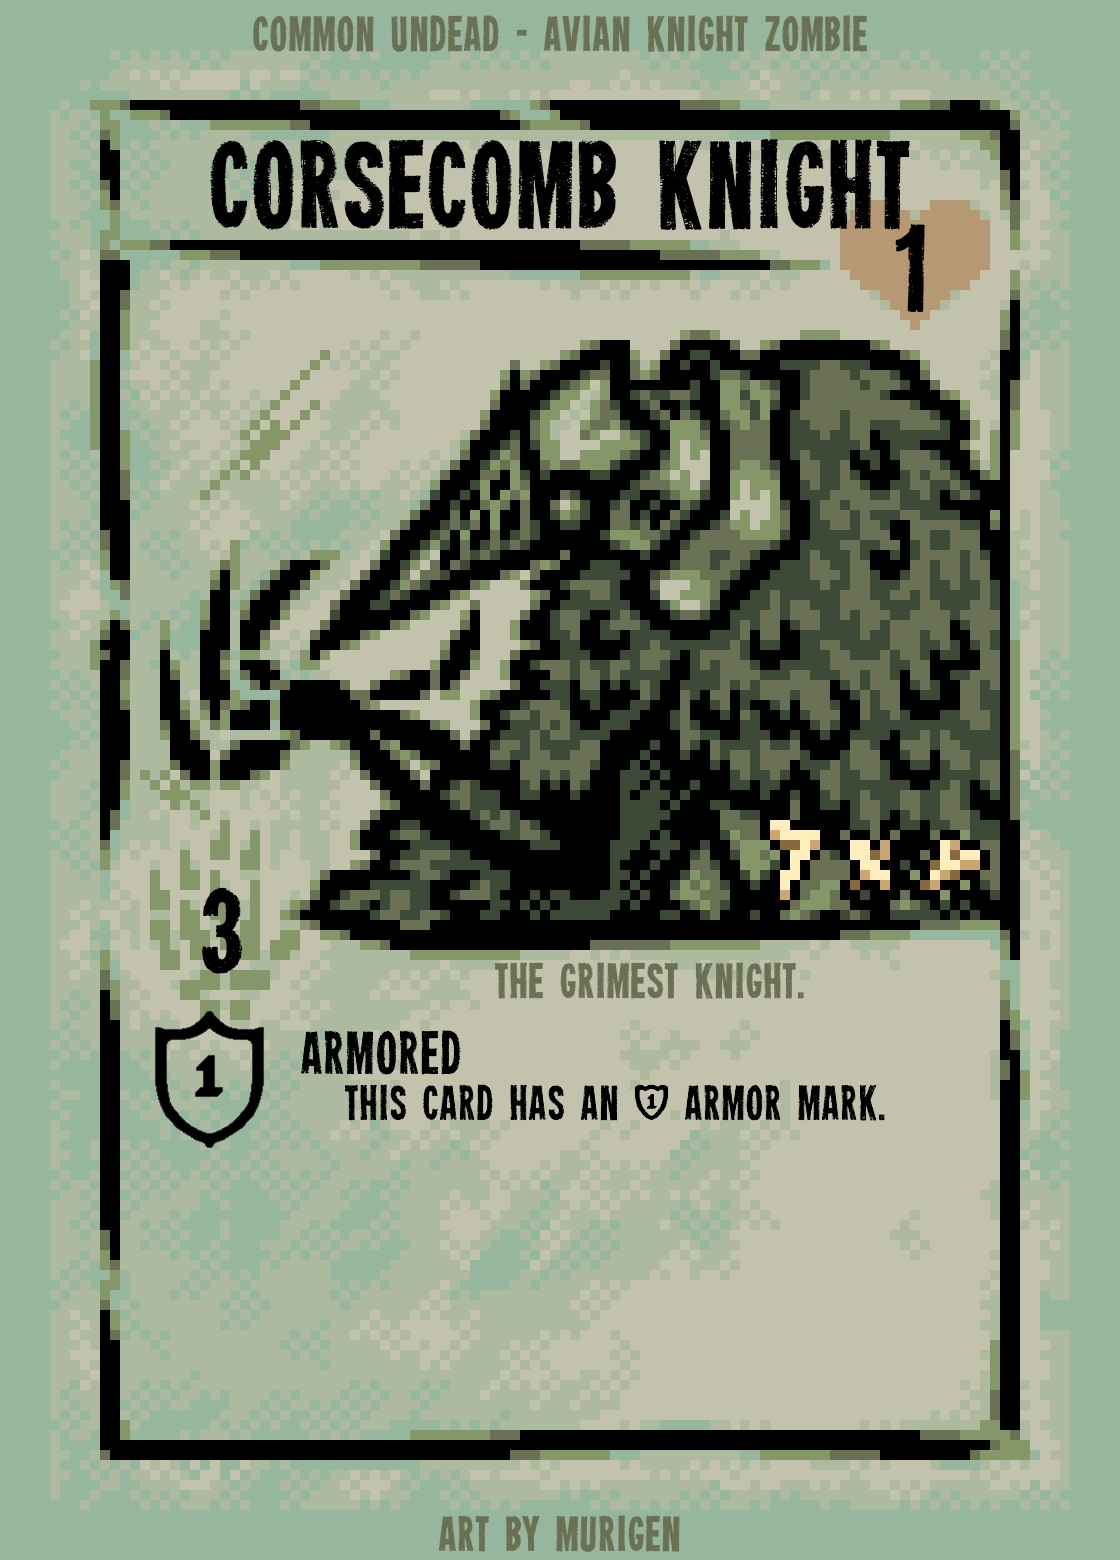 COMMON UNDEAD - AVIAN KNIGHT ZOMBIE
CORSECOMB KNIGHT
1
3
THE GRIMEST KNIGHT.
1
ARMORED
THIS CARD HAS AN 1 ARMOR MARK.
ART BY MURIGEN